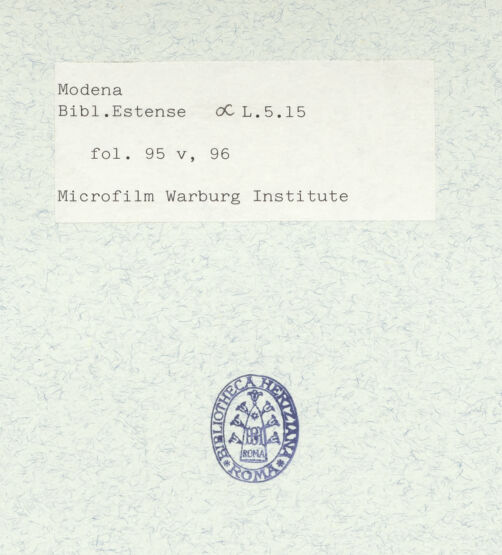 Modena
Bibl.Estense α L.5.15
fol. 95 v, 96
Microfilm Warburg Institute
BIBLIOTHECA HERTZIANA
ROMA
* ROMA *